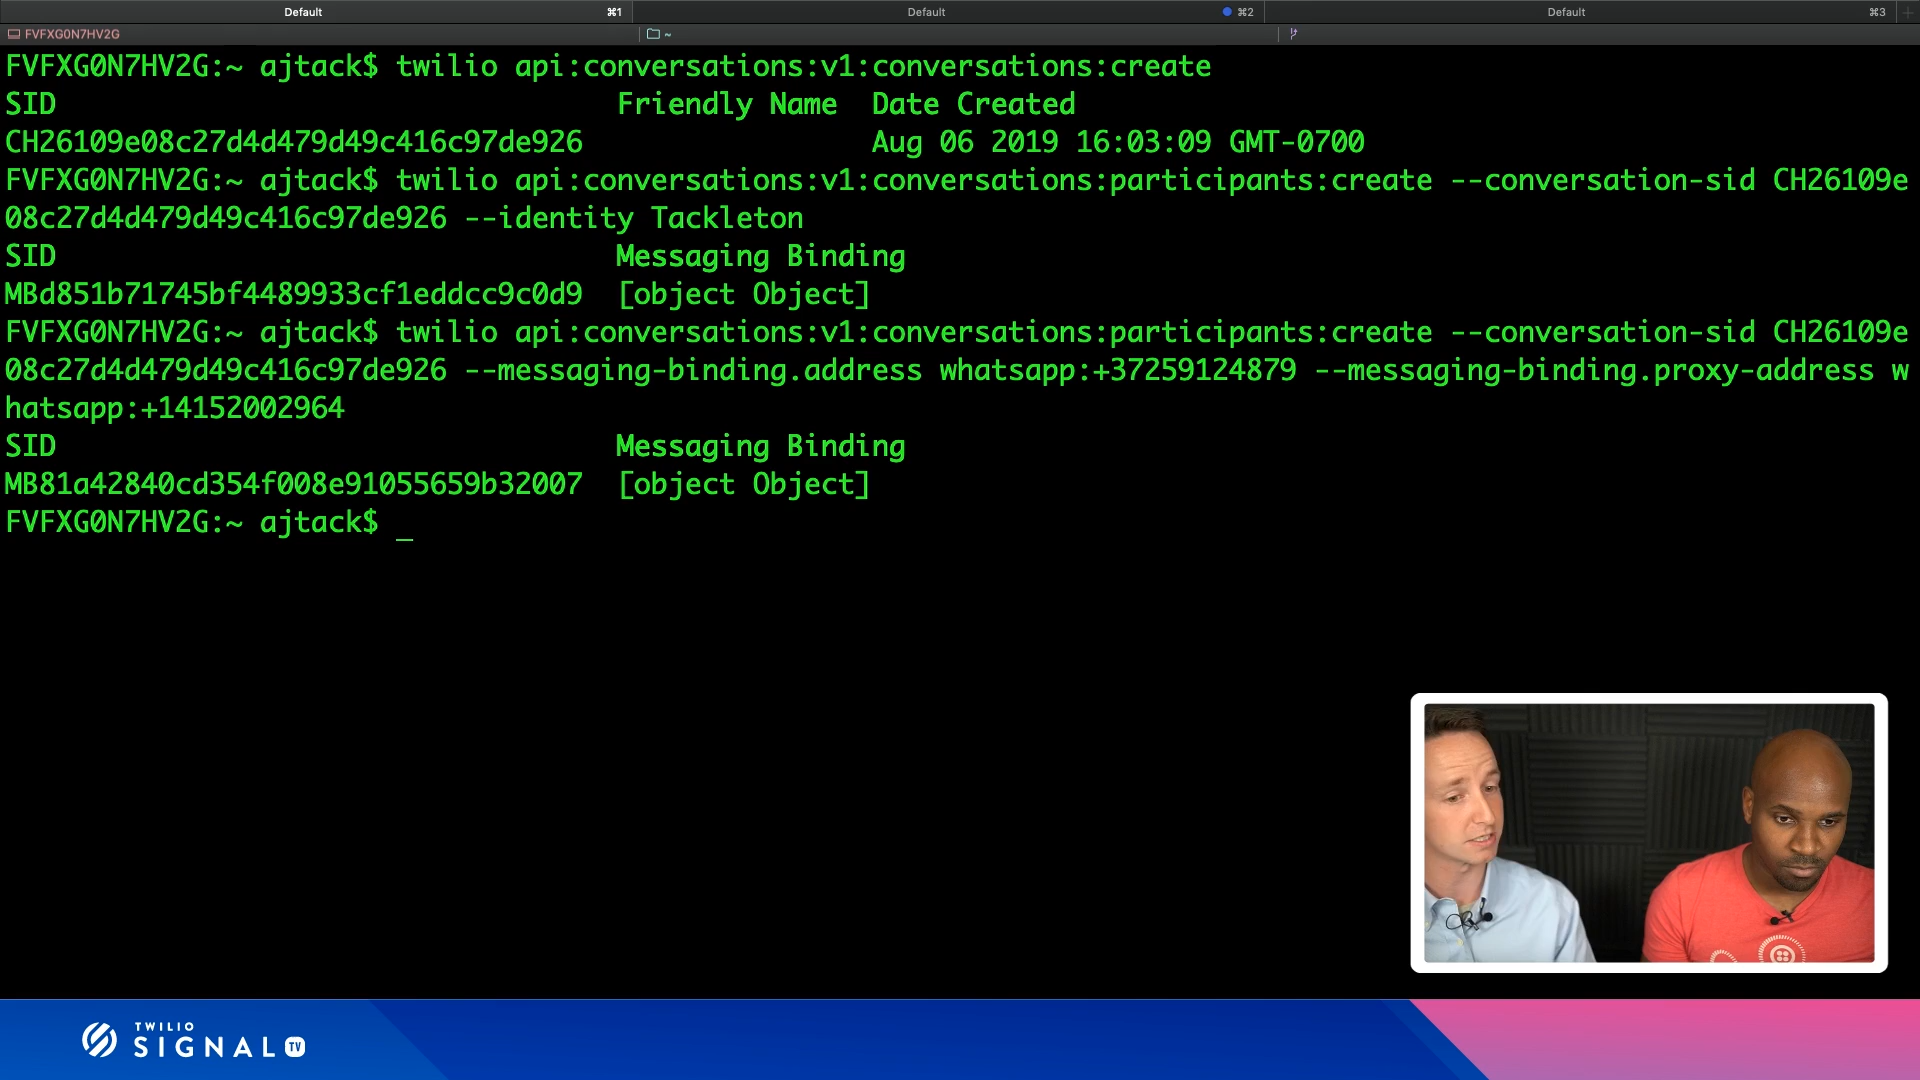 Default ⌘1 Default ⌘2 Default ⌘3
FVFXG0N7HV2G ~
FVFXG0N7HV2G:~ ajtack$ twilio api:conversations:v1:conversations:create
SID Friendly Name Date Created
CH26109e08c27d4d479d49c416c97de926 Aug 06 2019 16:03:09 GMT-0700
FVFXG0N7HV2G:~ ajtack$ twilio api:conversations:v1:conversations:participants:create --conversation-sid CH26109e
08c27d4d479d49c416c97de926 --identity Tackleton
SID Messaging Binding
MBd851b71745bf4489933cf1eddcc9c0d9 [object Object]
FVFXG0N7HV2G:~ ajtack$ twilio api:conversations:v1:conversations:participants:create --conversation-sid CH26109e
08c27d4d479d49c416c97de926 --messaging-binding.address whatsapp:+37259124879 --messaging-binding.proxy-address w
hatsapp:+14152002964
SID Messaging Binding
MB81a42840cd354f008e91055659b32007 [object Object]
FVFXG0N7HV2G:~ ajtack$ _
TWILIO
SIGNAL TV